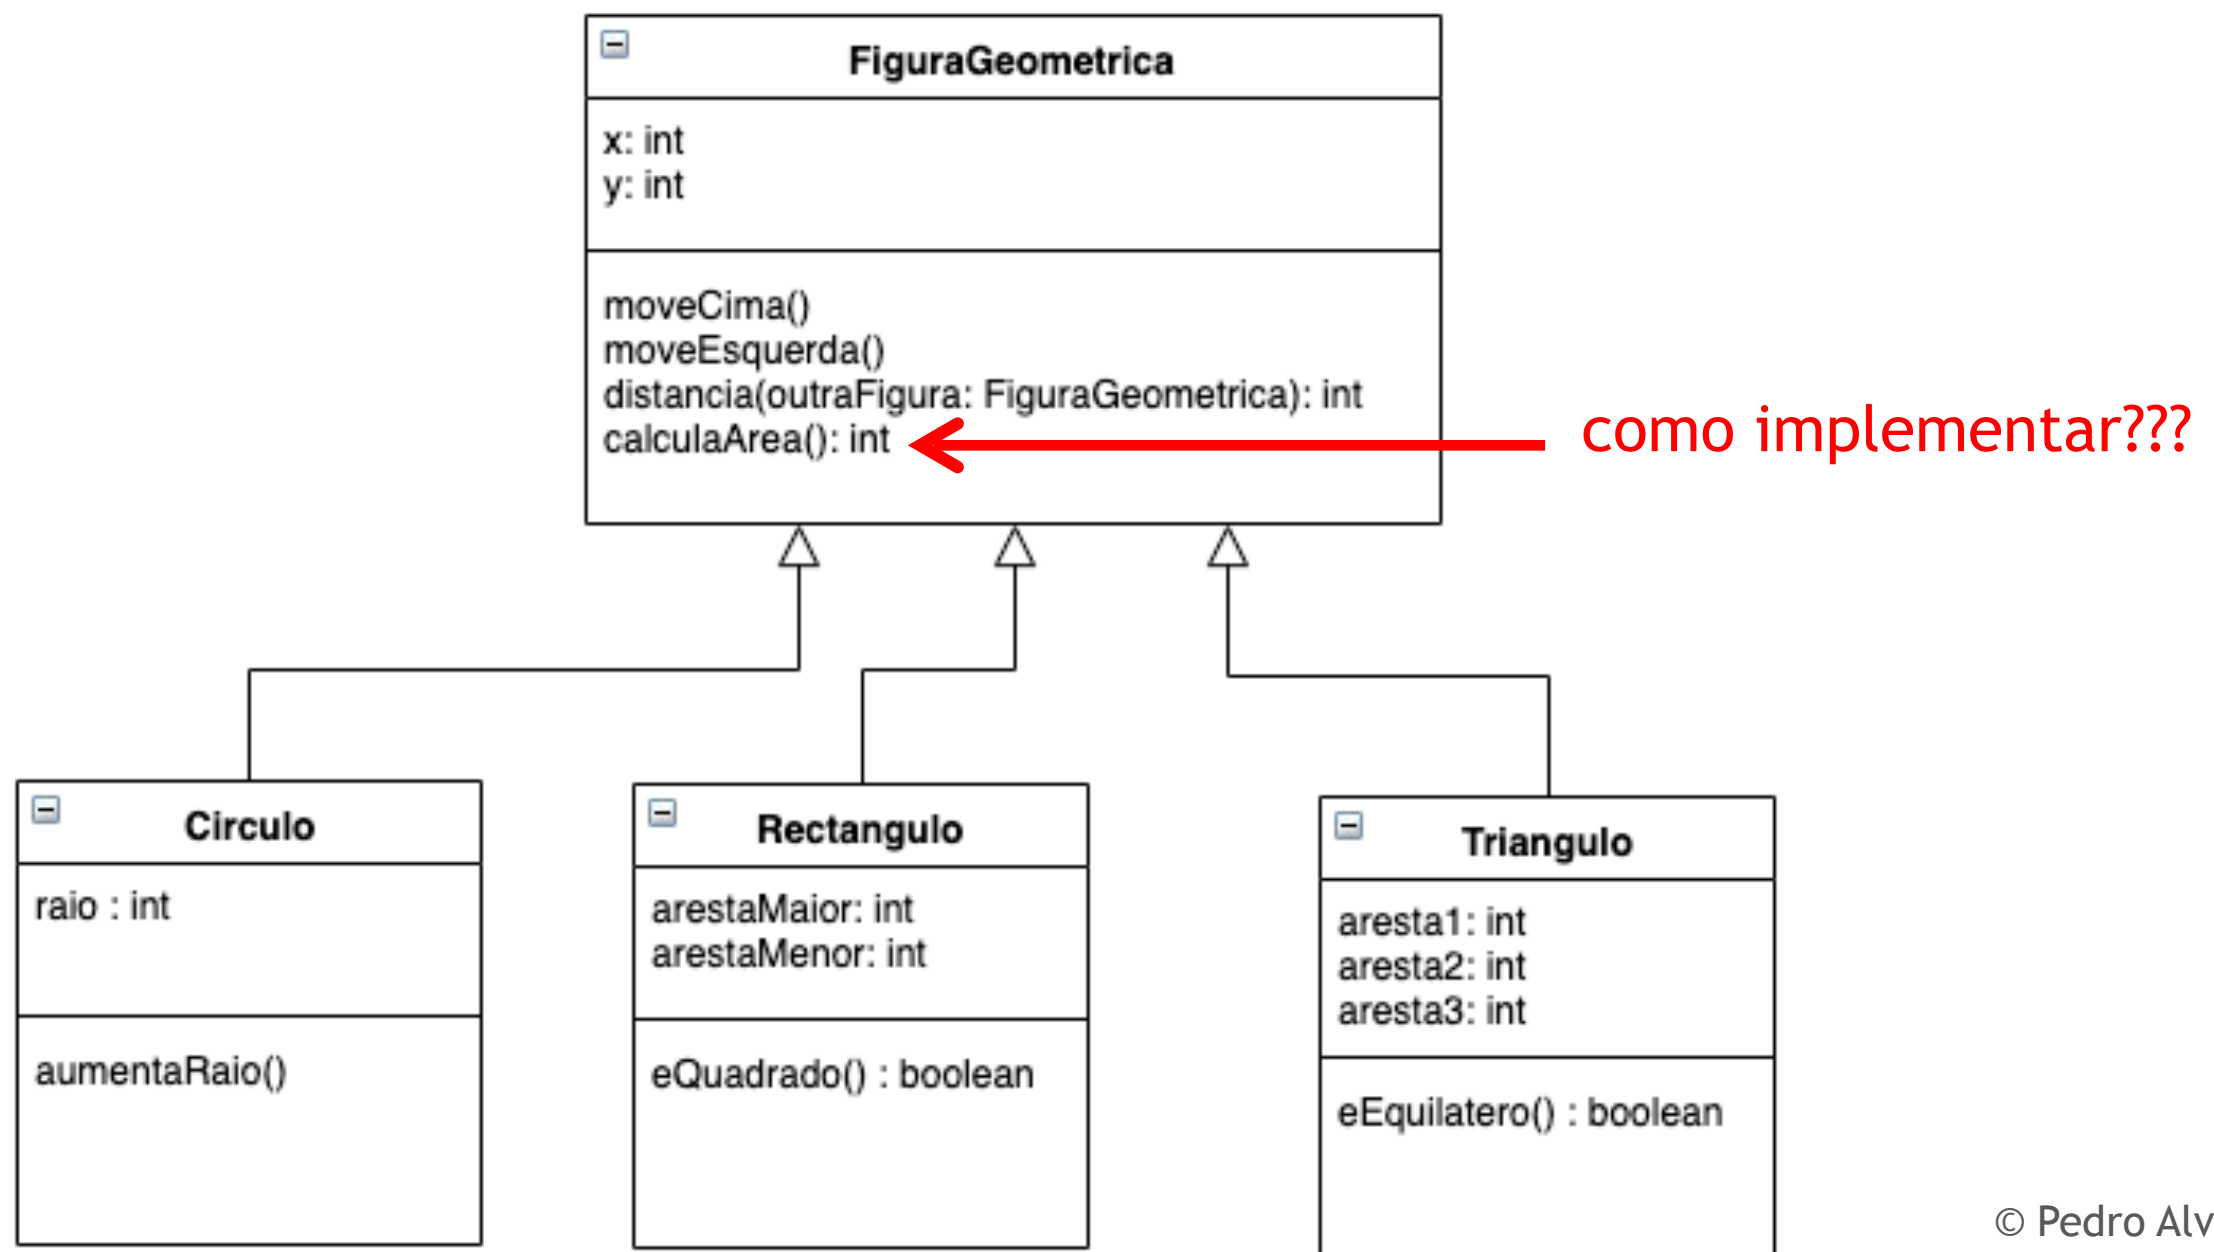 FiguraGeometrica
x: int
y: int
moveCima()
moveEsquerda()
distancia(outraFigura: FiguraGeometrica): int
calculaArea(): int
como implementar???
Circulo
raio : int
aumentaRaio()
Rectangulo
arestaMaior: int
arestaMenor: int
eQuadrado() : boolean
Triangulo
aresta1: int
aresta2: int
aresta3: int
eEquilatero() : boolean
© Pedro Alv